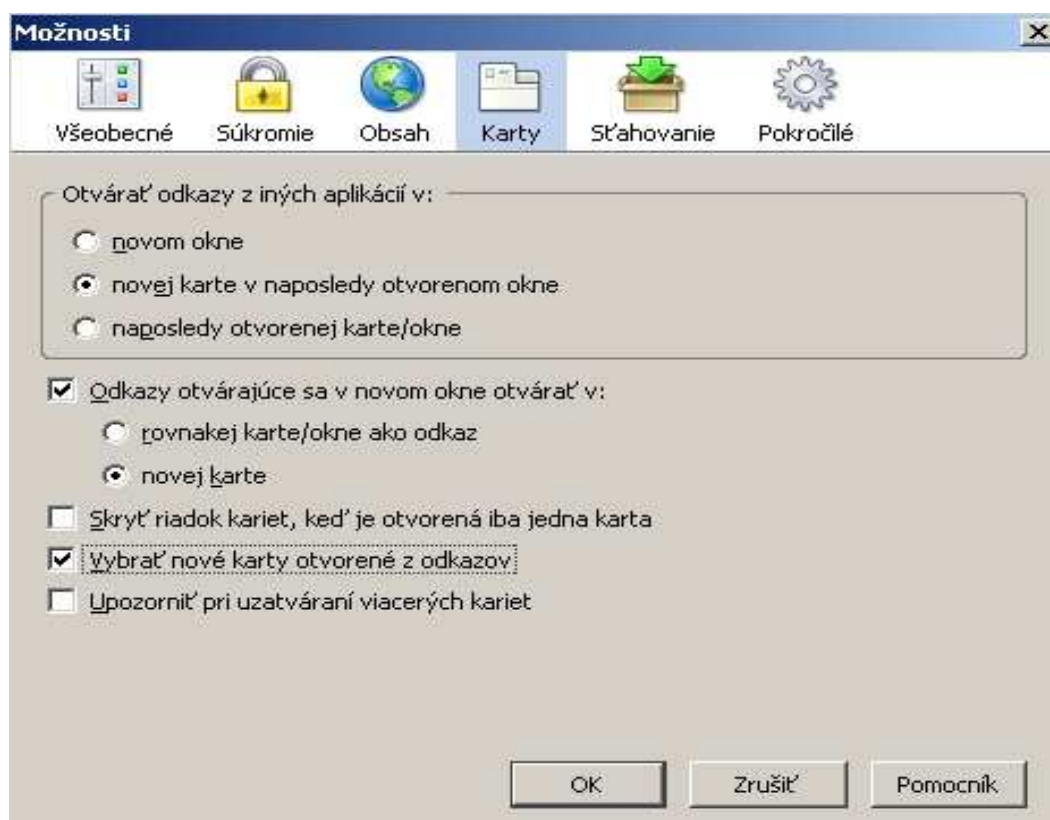 Možnosti
Všeobecné Súkromie Obsah Karty Sťahovanie Pokročilé
Otvárať odkazy z iných aplikácií v:
novom okne
novej karte v naposledy otvorenom okne
naposledy otvorenej karte/okne
Odkazy otvárajúce sa v novom okne otvárať v:
rovnakej karte/okne ako odkaz
novej karte
Skryť riadok kariet, keď je otvorená iba jedna karta
Vybrať nové karty otvorené z odkazov
Upozorniť pri uzatváraní viacerých kariet
OK Zrušiť Pomocník